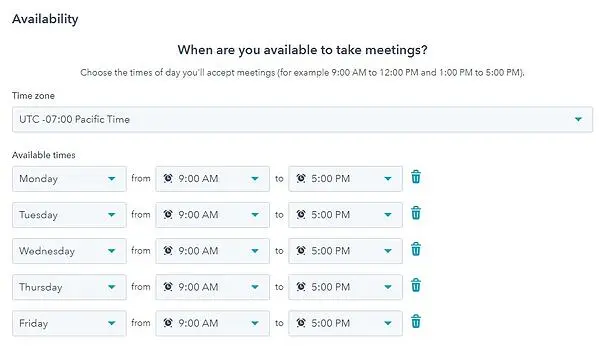 Availability
When are you available to take meetings?
Choose the times of day you'll accept meetings (for example 9:00 AM to 12:00 PM and 1:00 PM to 5:00 PM).
Time zone
UTC -07:00 Pacific Time
Available times
Monday from 9:00 AM to 5:00 PM
Tuesday from 9:00 AM to 5:00 PM
Wednesday from 9:00 AM to 5:00 PM
Thursday from 9:00 AM to 5:00 PM
Friday from 9:00 AM to 5:00 PM